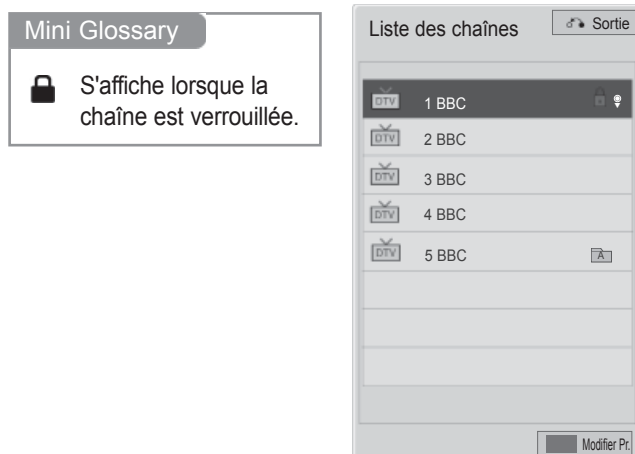 Mini Glossary
S'affiche lorsque la
chaîne est verrouillée.
Liste des chaînes
Sortie
DTV 1 BBC
DTV 2 BBC
DTV 3 BBC
DTV 4 BBC
DTV 5 BBC A
Modifier Pr.